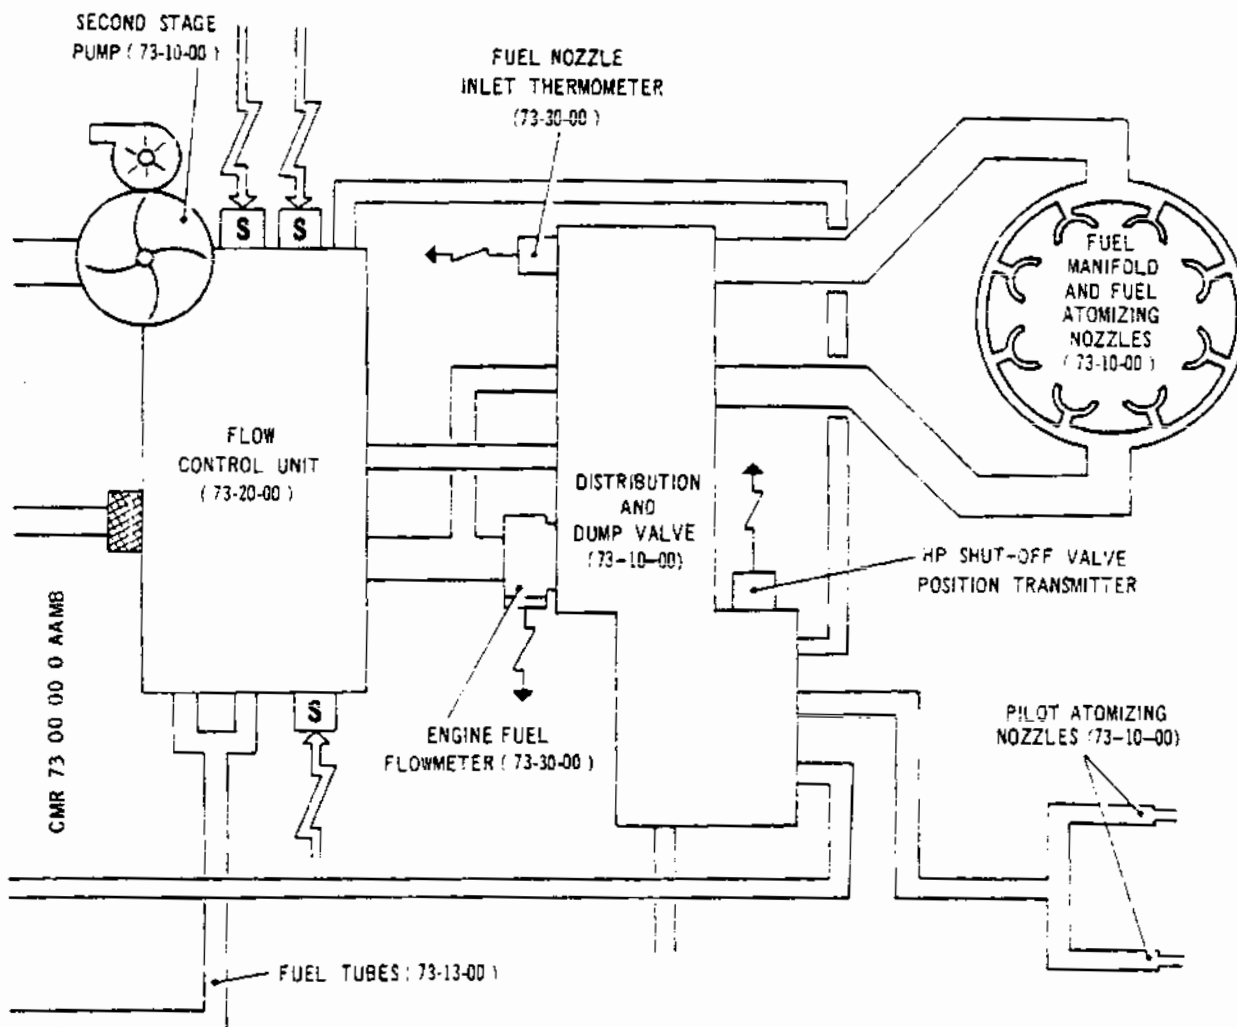 SECOND STAGE
PUMP ( 73-10-00 )
FUEL NOZZLE
INLET THERMOMETER
(73-30-00 )
S
S
FUEL
MANIFOLD
AND FUEL
ATOMIZING
NOZZLES
( 73-10-00 )
FLOW
CONTROL UNIT
( 73-20-00 )
DISTRIBUTION
AND
DUMP VALVE
(73-10-00)
HP SHUT-OFF VALVE
POSITION TRANSMITTER
S
ENGINE FUEL
FLOWMETER ( 73-30-00 )
PILOT ATOMIZING
NOZZLES (73-10-00)
CMR 73 00 00 0 AAMB
FUEL TUBES ( 73-13-00 )